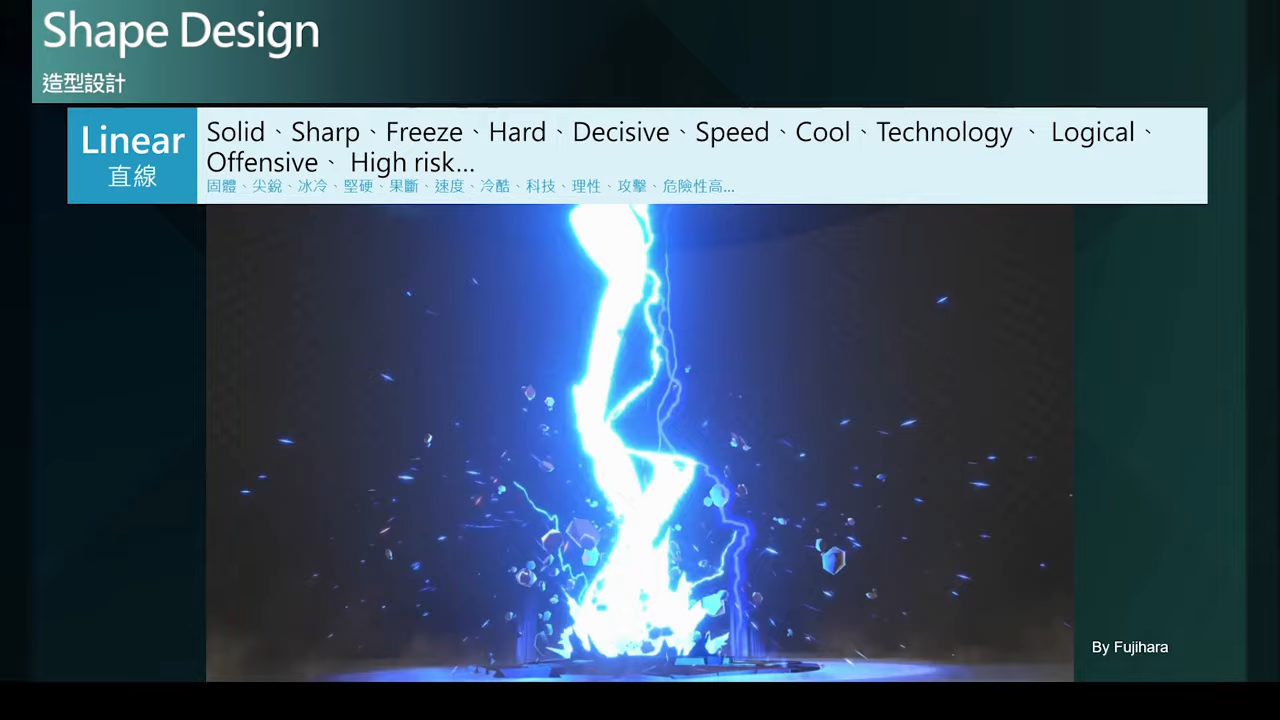 Shape Design
造型設計
Linear
直線
Solid、Sharp、Freeze、Hard、Decisive、Speed、Cool、Technology 、 Logical、
Offensive、 High risk...
固體、尖銳、冰冷、堅硬、果斷、速度、冷酷、科技、理性、攻擊、危險性高...
By Fujihara